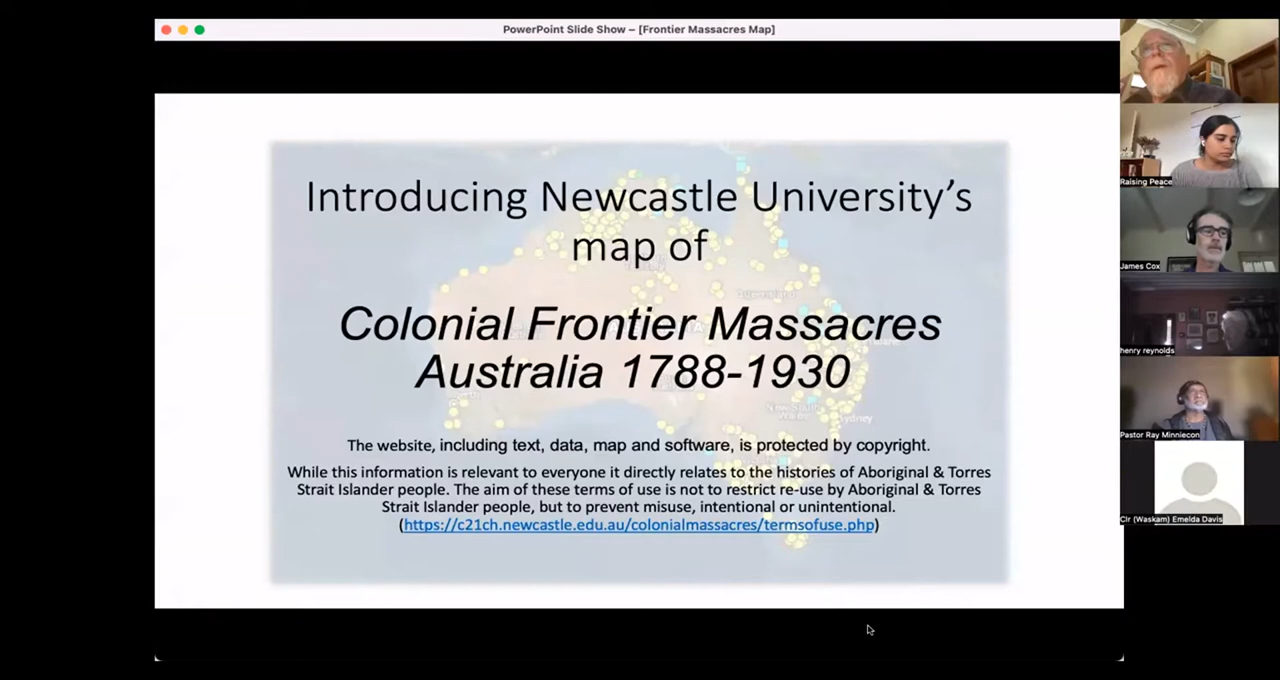 PowerPoint Slide Show – [Frontier Massacres Map]
Introducing Newcastle University’s
map of
Colonial Frontier Massacres
Australia 1788-1930
The website, including text, data, map and software, is protected by copyright.
While this information is relevant to everyone it directly relates to the histories of Aboriginal & Torres
Strait Islander people. The aim of these terms of use is not to restrict re-use by Aboriginal & Torres
Strait Islander people, but to prevent misuse, intentional or unintentional.
(https://c21ch.newcastle.edu.au/colonialmassacres/termsofuse.php)
Queensland
New South
Wales
Sydney
Raising Peace
James Cox
henry reynolds
Pastor Ray Minniecon
Clr (Waskam) Emelda Davis